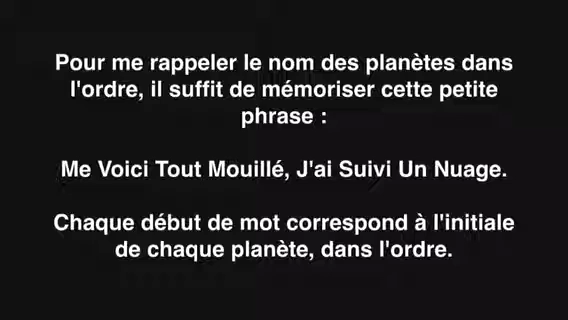 Pour me rappeler le nom des planètes dans
l'ordre, il suffit de mémoriser cette petite
phrase :
Me Voici Tout Mouillé, J'ai Suivi Un Nuage.
Chaque début de mot correspond à l'initiale
de chaque planète, dans l'ordre.